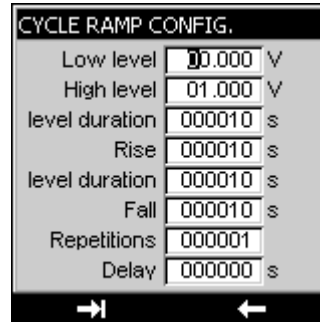 CYCLE RAMP CONFIG.
Low level 00.000 V
High level 01.000 V
level duration 000010 s
Rise 000010 s
level duration 000010 s
Fall 000010 s
Repetitions 000001
Delay 000000 s